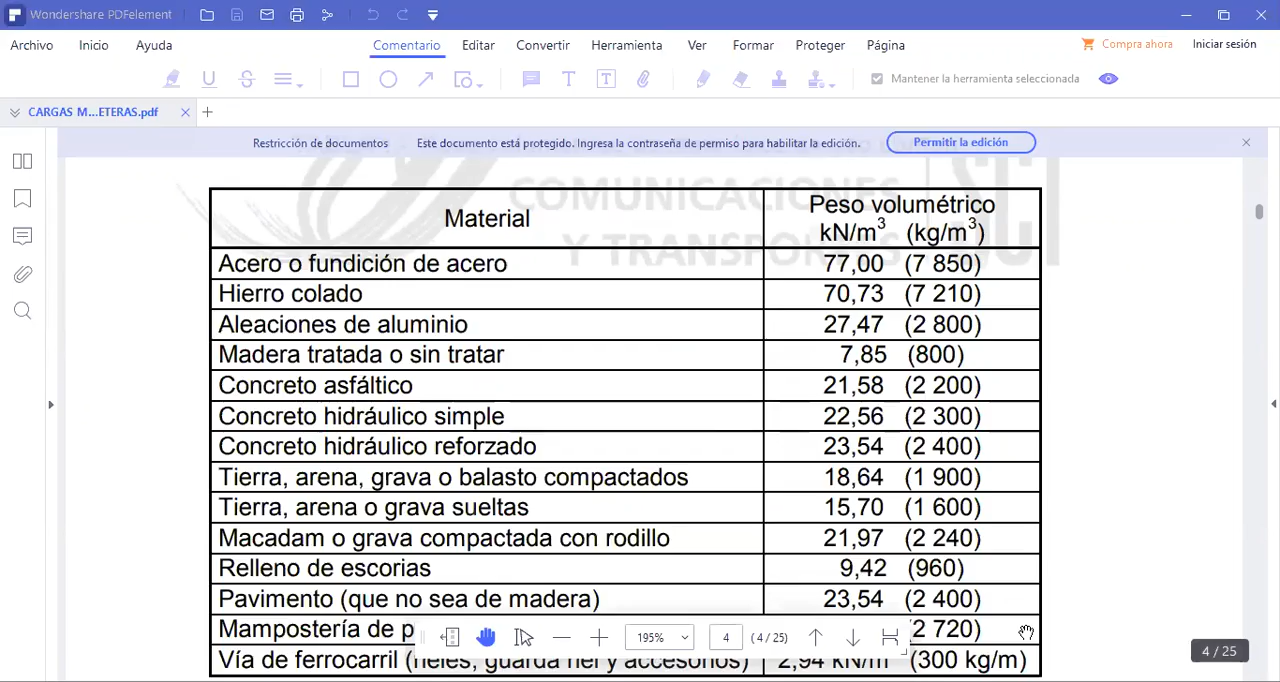 Wondershare PDFelement
Archivo Inicio Ayuda Comentario Editar Convertir Herramienta Ver Formar Proteger Página Compra ahora Iniciar sesión
Mantener la herramienta seleccionada
CARGAS M...ETERAS.pdf
Restricción de documentos Este documento está protegido. Ingresa la contraseña de permiso para habilitar la edición. Permitir la edición
COMUNICACIONES
Y TRANSPORTES
SCT
Material Peso volumétrico
kN/m³ (kg/m³)
Acero o fundición de acero 77,00 (7 850)
Hierro colado 70,73 (7 210)
Aleaciones de aluminio 27,47 (2 800)
Madera tratada o sin tratar 7,85 (800)
Concreto asfáltico 21,58 (2 200)
Concreto hidráulico simple 22,56 (2 300)
Concreto hidráulico reforzado 23,54 (2 400)
Tierra, arena, grava o balasto compactados 18,64 (1 900)
Tierra, arena o grava sueltas 15,70 (1 600)
Macadam o grava compactada con rodillo 21,97 (2 240)
Relleno de escorias 9,42 (960)
Pavimento (que no sea de madera) 23,54 (2 400)
Mampostería de p (2 720)
Vía de ferrocarril (rieles, guarda riel y accesorios) 2,94 kN/m (300 kg/m)
195% 4 (4 / 25)
4 / 25